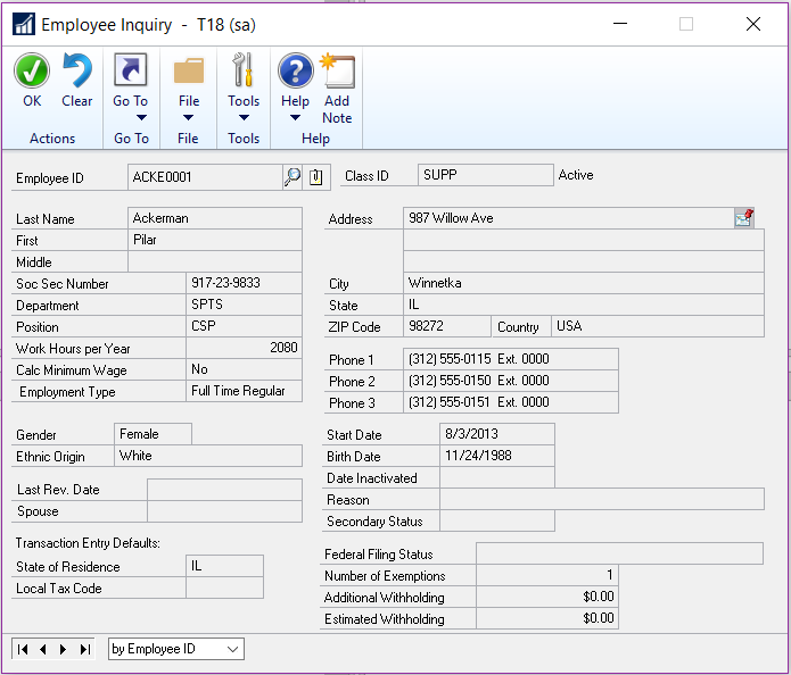 Employee Inquiry - T18 (sa)
OK Clear Go To File Tools Help Add Note
Actions Go To File Tools Help
Employee ID ACKE0001 Class ID SUPP Active
Last Name Ackerman Address 987 Willow Ave
First Pilar
Middle
Soc Sec Number 917-23-9833 City Winnetka
Department SPTS State IL
Position CSP ZIP Code 98272 Country USA
Work Hours per Year 2080
Calc Minimum Wage No Phone 1 (312) 555-0115 Ext. 0000
Employment Type Full Time Regular Phone 2 (312) 555-0150 Ext. 0000
Phone 3 (312) 555-0151 Ext. 0000
Gender Female Start Date 8/3/2013
Ethnic Origin White Birth Date 11/24/1988
Date Inactivated
Last Rev. Date Reason
Spouse Secondary Status
Transaction Entry Defaults: Federal Filing Status
State of Residence IL Number of Exemptions 1
Local Tax Code Additional Withholding $0.00
Estimated Withholding $0.00
by Employee ID